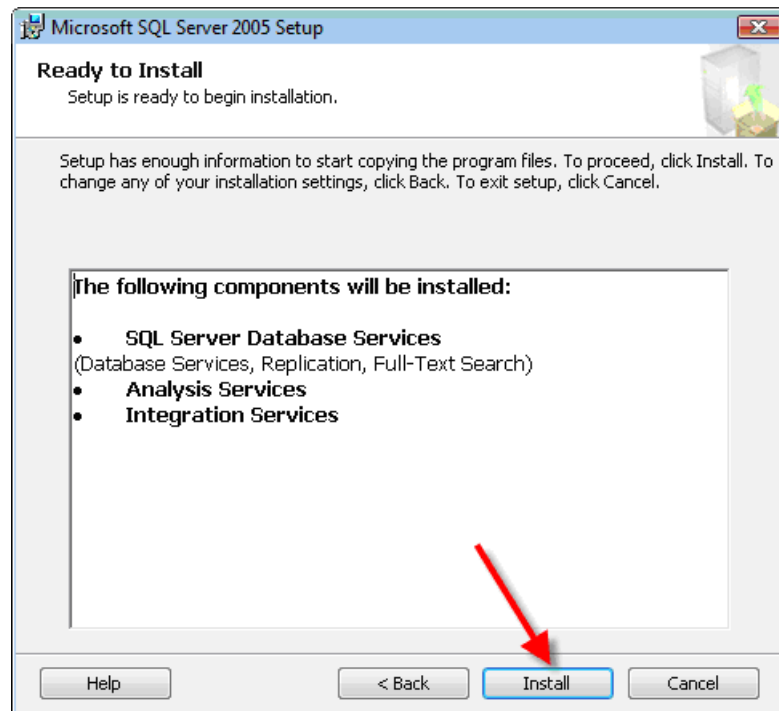 Microsoft SQL Server 2005 Setup
Ready to Install
Setup is ready to begin installation.
Setup has enough information to start copying the program files. To proceed, click Install. To
change any of your installation settings, click Back. To exit setup, click Cancel.
The following components will be installed:
• SQL Server Database Services
(Database Services, Replication, Full-Text Search)
• Analysis Services
• Integration Services
Help < Back Install Cancel